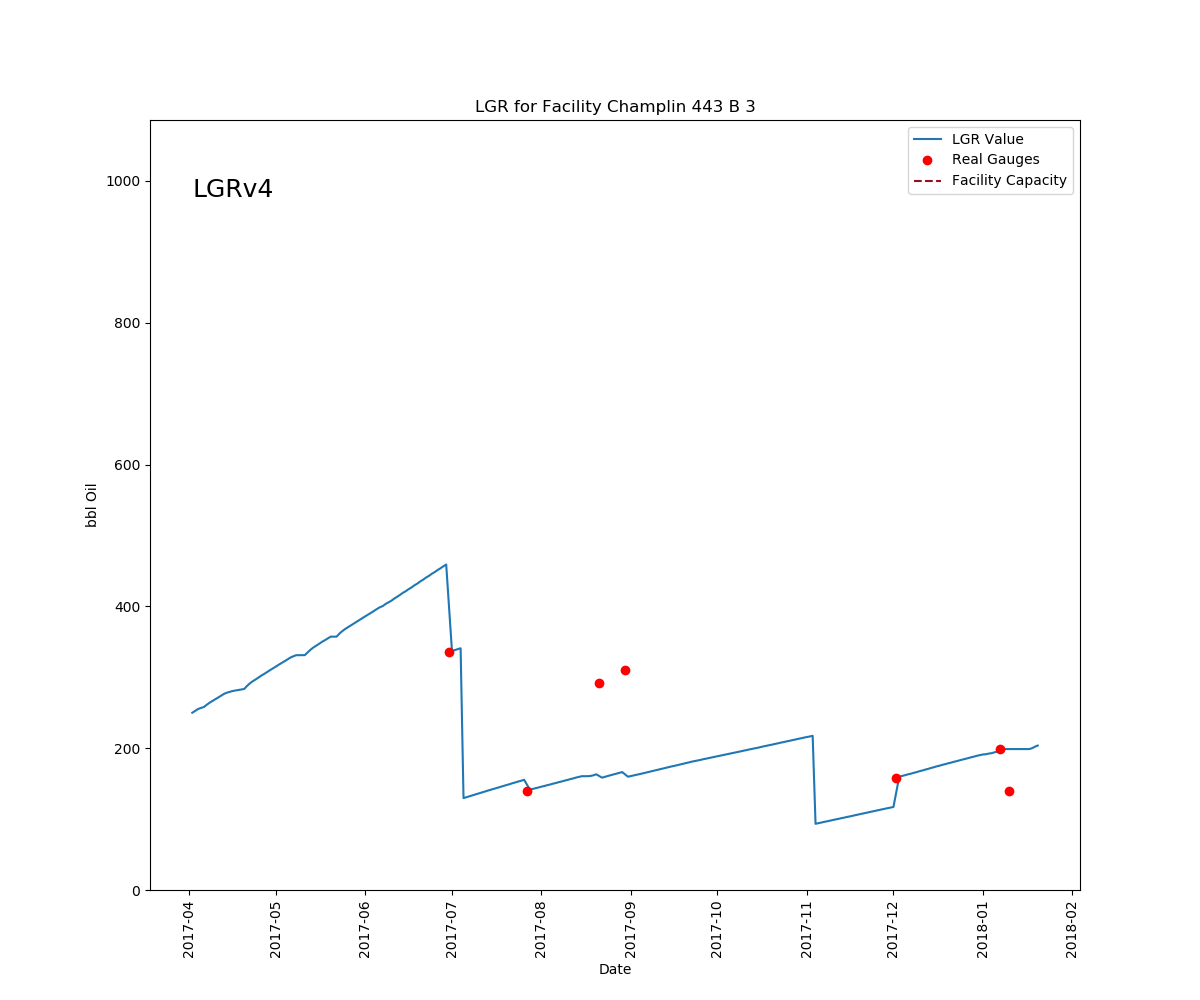 LGR for Facility Champlin 443 B 3
LGRv4
LGR Value
Real Gauges
Facility Capacity
1000
800
600
400
200
0
bbl Oil
2017-04
2017-05
2017-06
2017-07
2017-08
2017-09
2017-10
2017-11
2017-12
2018-01
2018-02
Date